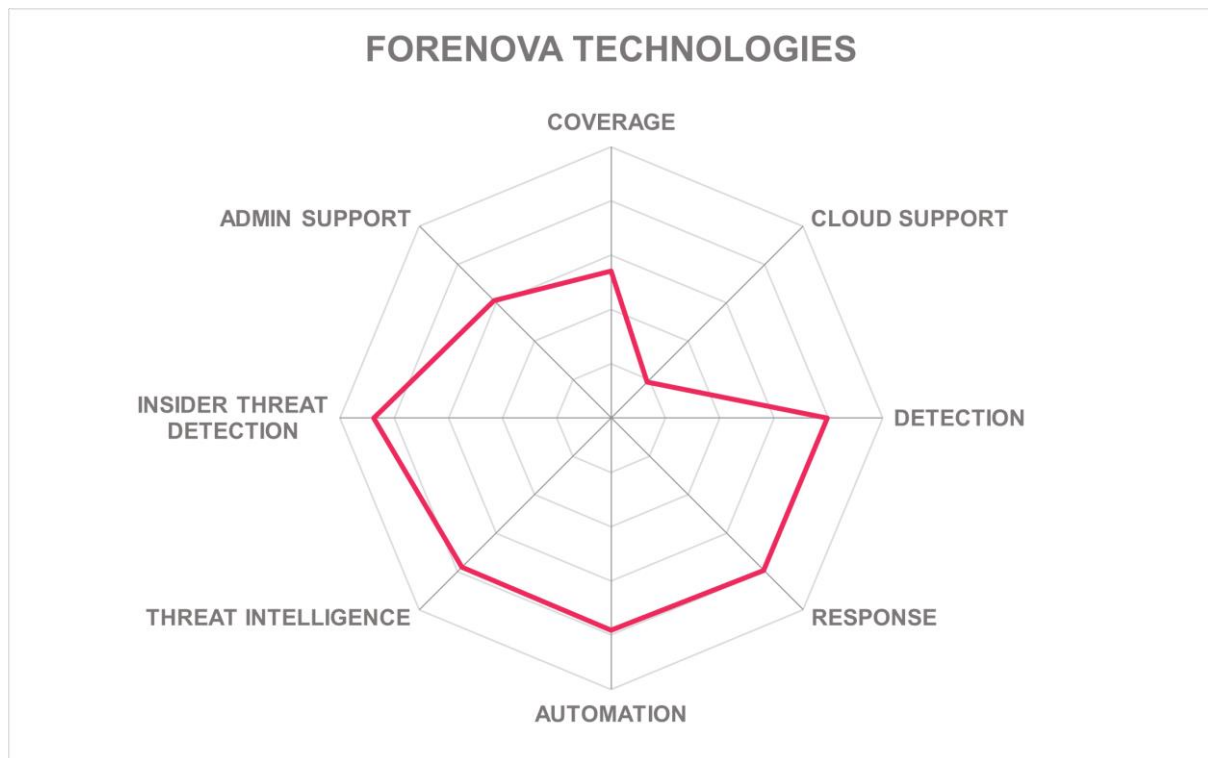 FORENOVA TECHNOLOGIES
COVERAGE
ADMIN SUPPORT
CLOUD SUPPORT
INSIDER THREAT
DETECTION
DETECTION
THREAT INTELLIGENCE
RESPONSE
AUTOMATION